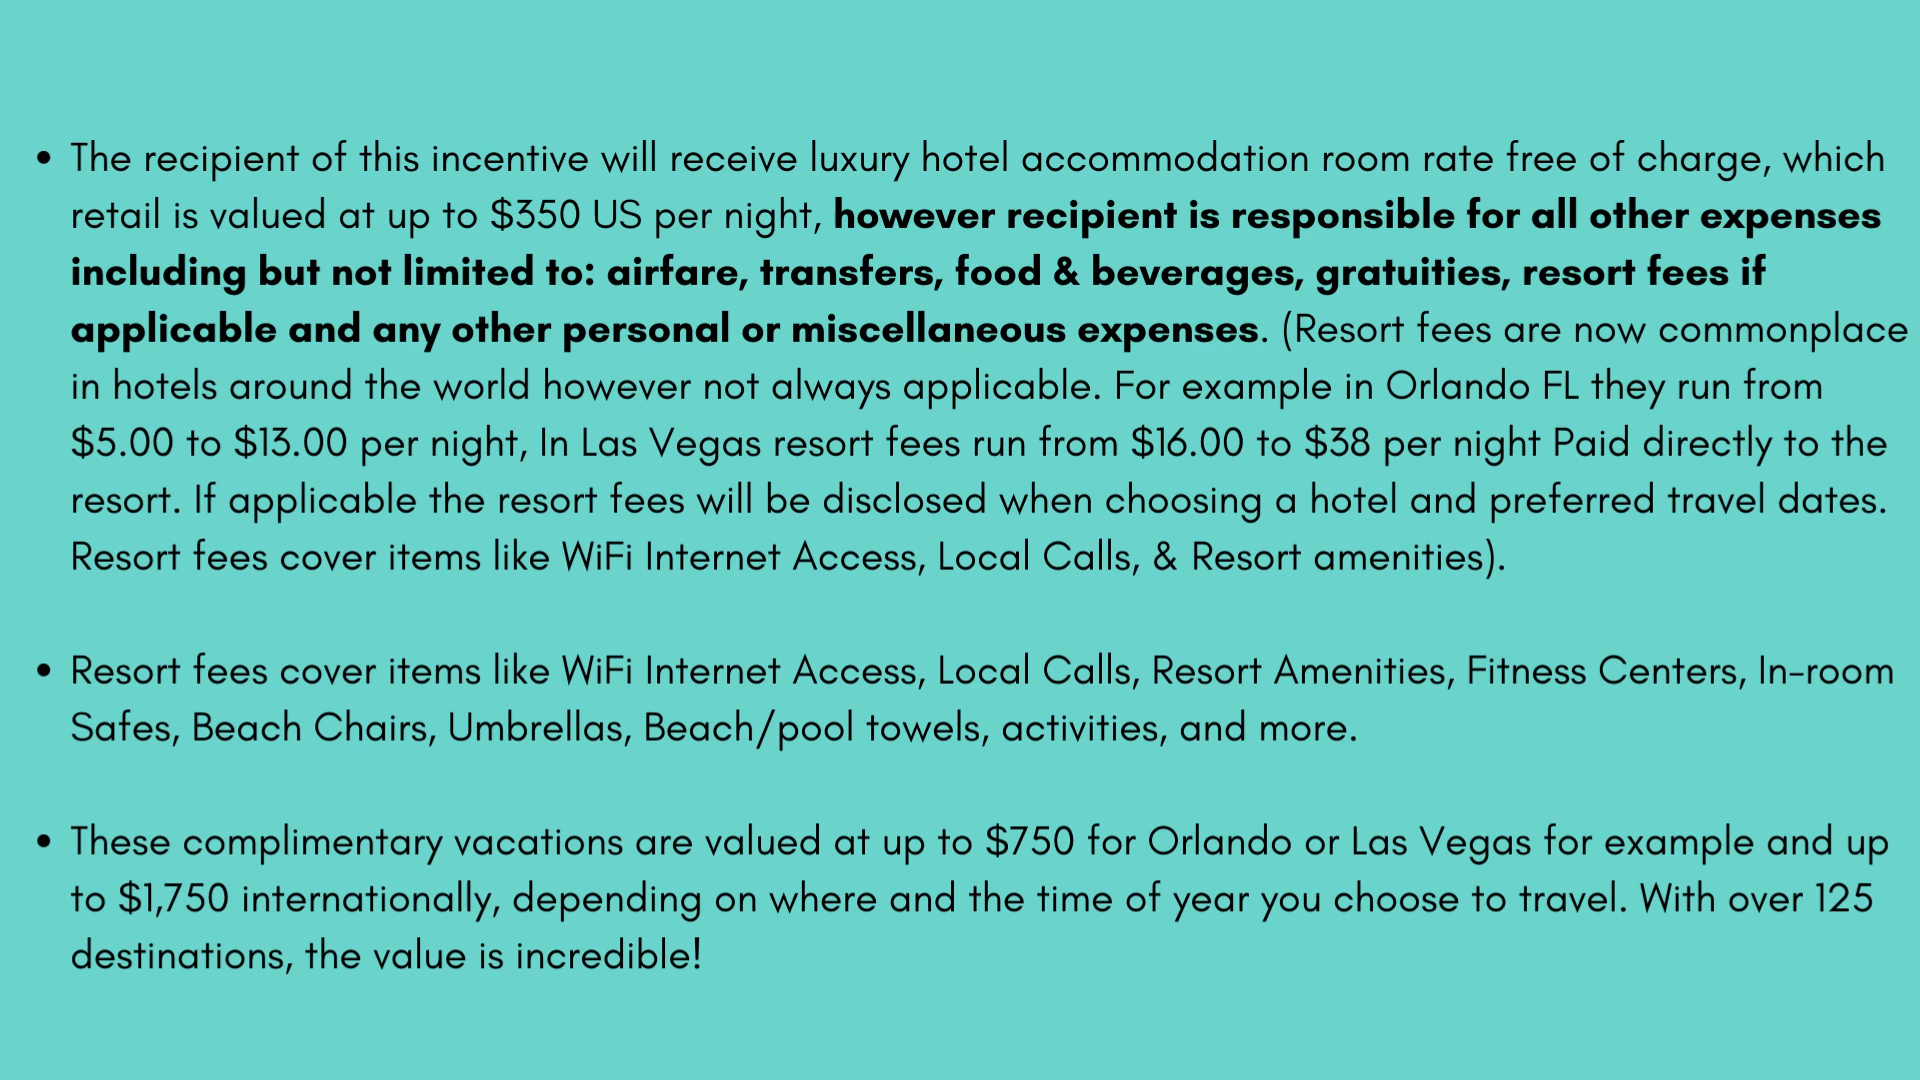 • The recipient of this incentive will receive luxury hotel accommodation room rate free of charge, which
retail is valued at up to $350 US per night, however recipient is responsible for all other expenses
including but not limited to: airfare, transfers, food & beverages, gratuities, resort fees if
applicable and any other personal or miscellaneous expenses. (Resort fees are now commonplace
in hotels around the world however not always applicable. For example in Orlando FL they run from
$5.00 to $13.00 per night, In Las Vegas resort fees run from $16.00 to $38 per night Paid directly to the
resort. If applicable the resort fees will be disclosed when choosing a hotel and preferred travel dates.
Resort fees cover items like WiFi Internet Access, Local Calls, & Resort amenities).
• Resort fees cover items like WiFi Internet Access, Local Calls, Resort Amenities, Fitness Centers, In-room
Safes, Beach Chairs, Umbrellas, Beach/pool towels, activities, and more.
• These complimentary vacations are valued at up to $750 for Orlando or Las Vegas for example and up
to $1,750 internationally, depending on where and the time of year you choose to travel. With over 125
destinations, the value is incredible!